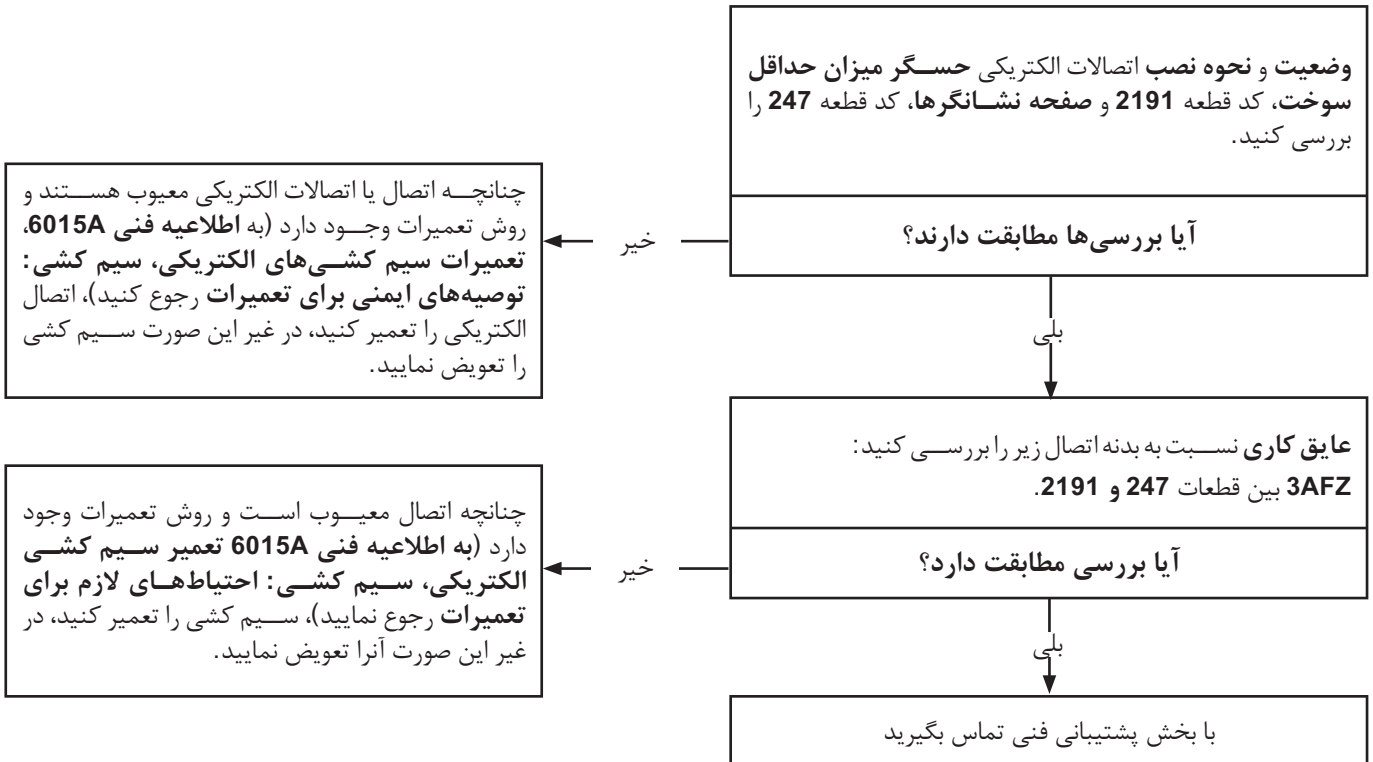 وضعیت و نحوه نصب اتصالات الکتریکی حسگر میزان حداقل
سوخت، کد قطعه 2191 و صفحه نشانگرها، کد قطعه 247 را
بررسی کنید.
آیا بررسی‌ها مطابقت دارند؟
خیر
چنانچه اتصال یا اتصالات الکتریکی معیوب هستند و
روش تعمیرات وجود دارد (به اطلاعیه فنی 6015A،
تعمیرات سیم کشی‌های الکتریکی، سیم کشی:
توصیه‌های ایمنی برای تعمیرات رجوع کنید)، اتصال
الکتریکی را تعمیر کنید، در غیر این صورت سیم کشی
را تعویض نمایید.
بلی
عایق کاری نسبت به بدنه اتصال زیر را بررسی کنید:
3AFZ بین قطعات 247 و 2191.
آیا بررسی مطابقت دارد؟
خیر
چنانچه اتصال معیوب است و روش تعمیرات وجود
دارد (به اطلاعیه فنی 6015A تعمیر سیم کشی
الکتریکی، سیم کشی: احتیاط‌های لازم برای
تعمیرات رجوع نمایید)، سیم کشی را تعمیر کنید، در
غیر این صورت آنرا تعویض نمایید.
بلی
با بخش پشتیبانی فنی تماس بگیرید